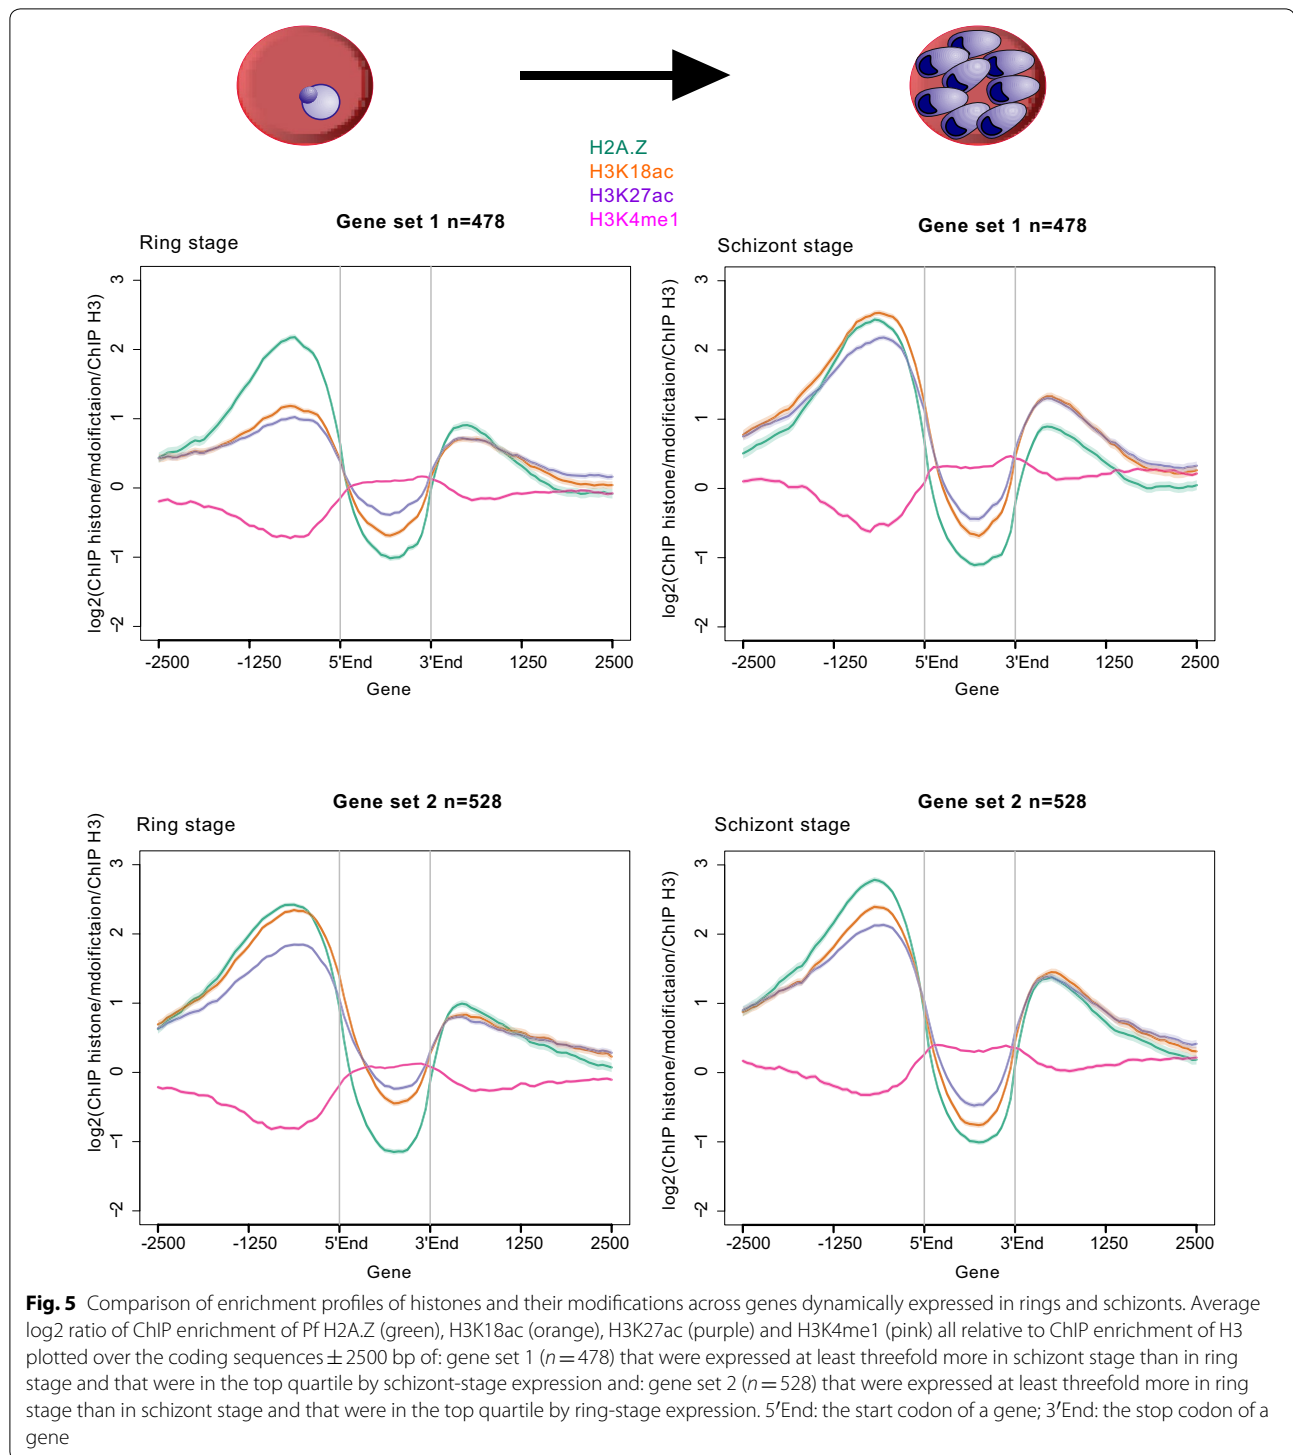 H2A.Z
H3K18ac
H3K27ac
H3K4me1
Gene set 1 n=478
Ring stage
log2(ChIP histone/mdoifictaion/ChIP H3)
3
2
1
0
-1
-2
-2500
-1250
5'End
3'End
1250
2500
Gene
Gene set 1 n=478
Schizont stage
log2(ChIP histone/mdoifictaion/ChIP H3)
3
2
1
0
-1
-2
-2500
-1250
5'End
3'End
1250
2500
Gene
Gene set 2 n=528
Ring stage
log2(ChIP histone/mdoifictaion/ChIP H3)
3
2
1
0
-1
-2
-2500
-1250
5'End
3'End
1250
2500
Gene
Gene set 2 n=528
Schizont stage
log2(ChIP histone/mdoifictaion/ChIP H3)
3
2
1
0
-1
-2
-2500
-1250
5'End
3'End
1250
2500
Gene
Fig. 5 Comparison of enrichment profiles of histones and their modifications across genes dynamically expressed in rings and schizonts. Average
log2 ratio of ChIP enrichment of Pf H2A.Z (green), H3K18ac (orange), H3K27ac (purple) and H3K4me1 (pink) all relative to ChIP enrichment of H3
plotted over the coding sequences ± 2500 bp of: gene set 1 (n = 478) that were expressed at least threefold more in schizont stage than in ring
stage and that were in the top quartile by schizont-stage expression and: gene set 2 (n = 528) that were expressed at least threefold more in ring
stage than in schizont stage and that were in the top quartile by ring-stage expression. 5′End: the start codon of a gene; 3′End: the stop codon of a
gene